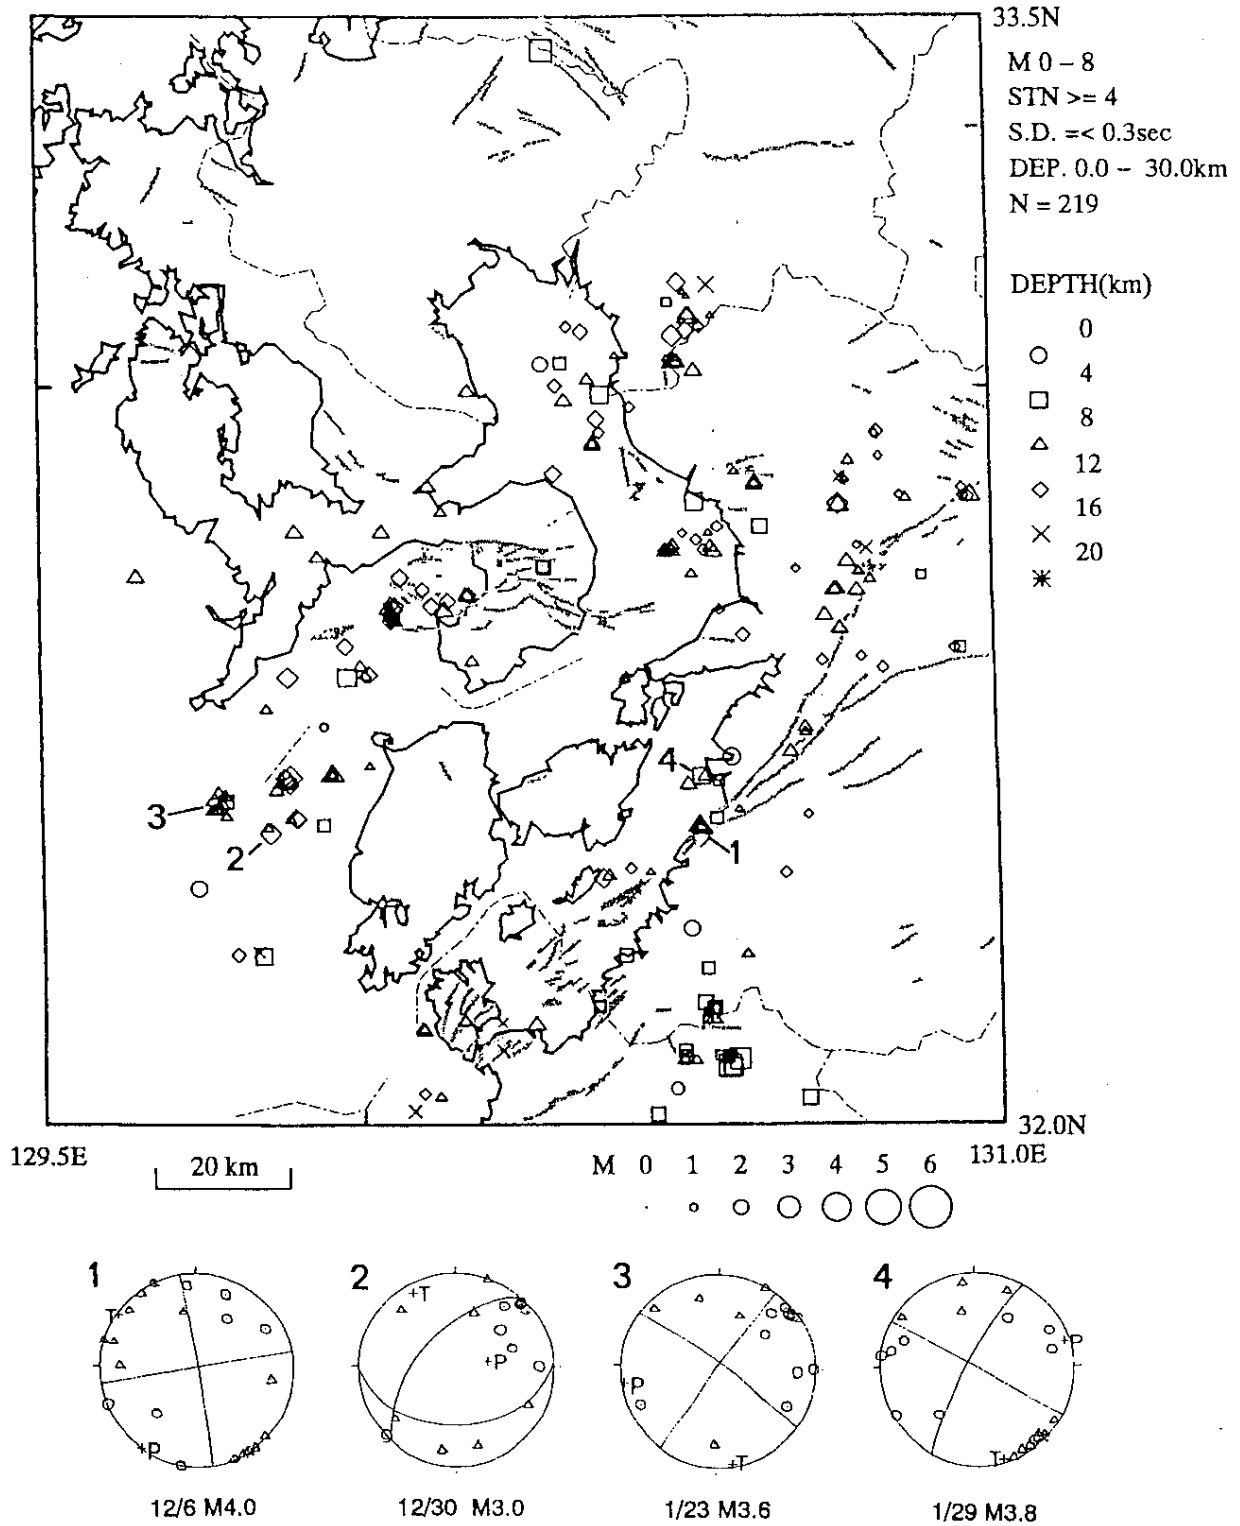 33.5N
M 0 – 8
STN >= 4
S.D. =< 0.3sec
DEP. 0.0 – 30.0km
N = 219
DEPTH(km)
0
4
8
12
16
20
4
3
2
1
32.0N
129.5E
131.0E
20 km
M 0 1 2 3 4 5 6
1 2 3 4
T
P
T
P
P
T
P
T
12/6 M4.0
12/30 M3.0
1/23 M3.6
1/29 M3.8